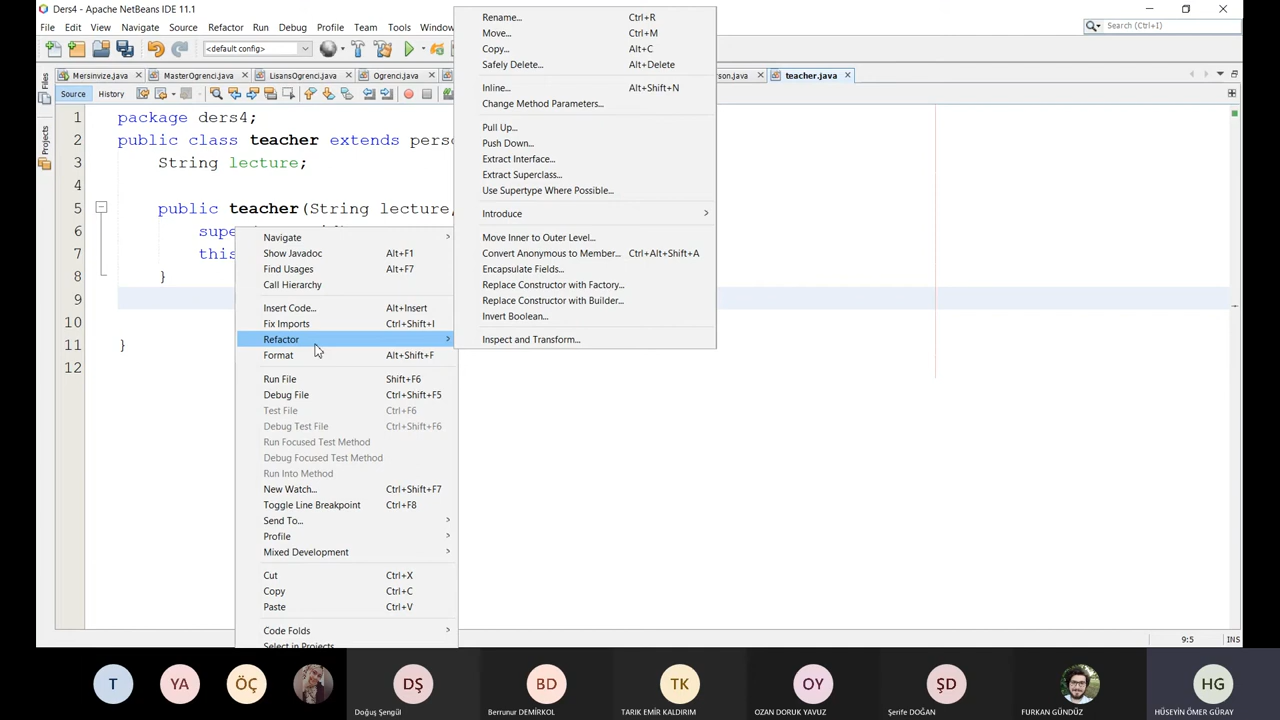 Ders4 - Apache NetBeans IDE 11.1
File Edit View Navigate Source Refactor Run Debug Profile Team Tools Window
<default config>
Search (Ctrl+I)
Mersinvize.java MasterOgrenci.java LisansOgrenci.java Ogrenci.java teacher.java
Source History
Files
Projects
1 package ders4;
2 public class teacher extends
3 String lecture;
4
5 public teacher(String lecture,
6
7 this
8 }
9
10
11 }
12
Navigate
Show Javadoc Alt+F1
Find Usages Alt+F7
Call Hierarchy
Insert Code... Alt+Insert
Fix Imports Ctrl+Shift+I
Refactor
Format Alt+Shift+F
Run File Shift+F6
Debug File Ctrl+Shift+F5
Test File Ctrl+F6
Debug Test File Ctrl+Shift+F6
Run Focused Test Method
Debug Focused Test Method
Run Into Method
New Watch... Ctrl+Shift+F7
Toggle Line Breakpoint Ctrl+F8
Send To...
Profile
Mixed Development
Cut Ctrl+X
Copy Ctrl+C
Paste Ctrl+V
Code Folds
Select in Projects
Rename... Ctrl+R
Move... Ctrl+M
Copy... Alt+C
Safely Delete... Alt+Delete
Inline... Alt+Shift+N
Change Method Parameters...
Pull Up...
Push Down...
Extract Interface...
Extract Superclass...
Use Supertype Where Possible...
Introduce
Move Inner to Outer Level...
Convert Anonymous to Member... Ctrl+Alt+Shift+A
Encapsulate Fields...
Replace Constructor with Factory...
Replace Constructor with Builder...
Invert Boolean...
Inspect and Transform...
9:5 INS
T YA ÖÇ DŞ BD TK OY ŞD HG
Doğuş Şengül Berrunur DEMİRKOL TARIK EMİR KALDIRIM OZAN DORUK YAVUZ Şerife DOĞAN FURKAN GÜNDÜZ HÜSEYİN ÖMER GÜRAY